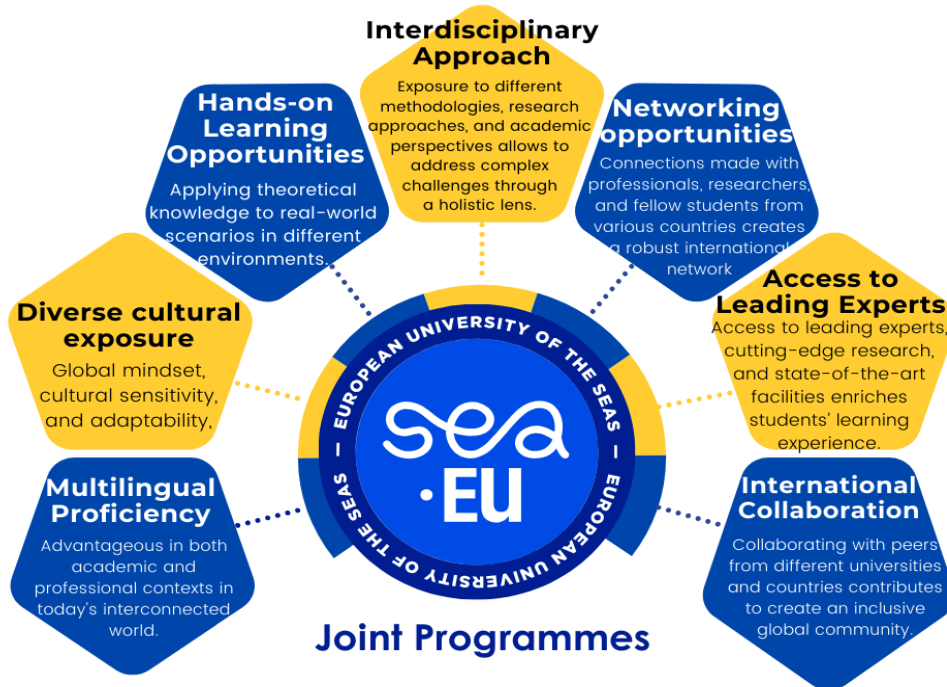 Interdisciplinary
Approach
Exposure to different
methodologies, research
approaches, and academic
perspectives allows to
address complex
challenges through
a holistic lens.
Hands-on
Learning
Opportunities
Applying theoretical
knowledge to real-world
scenarios in different
environments.
Networking
opportunities
Connections made with
professionals, researchers,
and fellow students from
various countries creates
a robust international
network
Diverse cultural
exposure
Global mindset,
cultural sensitivity,
and adaptability,
Access to
Leading Experts
Access to leading experts,
cutting-edge research,
and state-of-the-art
facilities enriches
students' learning
experience.
Multilingual
Proficiency
Advantageous in both
academic and
professional contexts in
today's interconnected
world.
International
Collaboration
Collaborating with peers
from different universities
and countries contributes
to create an inclusive
global community.
EUROPEAN UNIVERSITY OF THE SEAS — EUROPEAN UNIVERSITY OF THE SEAS —
sea
·EU
Joint Programmes